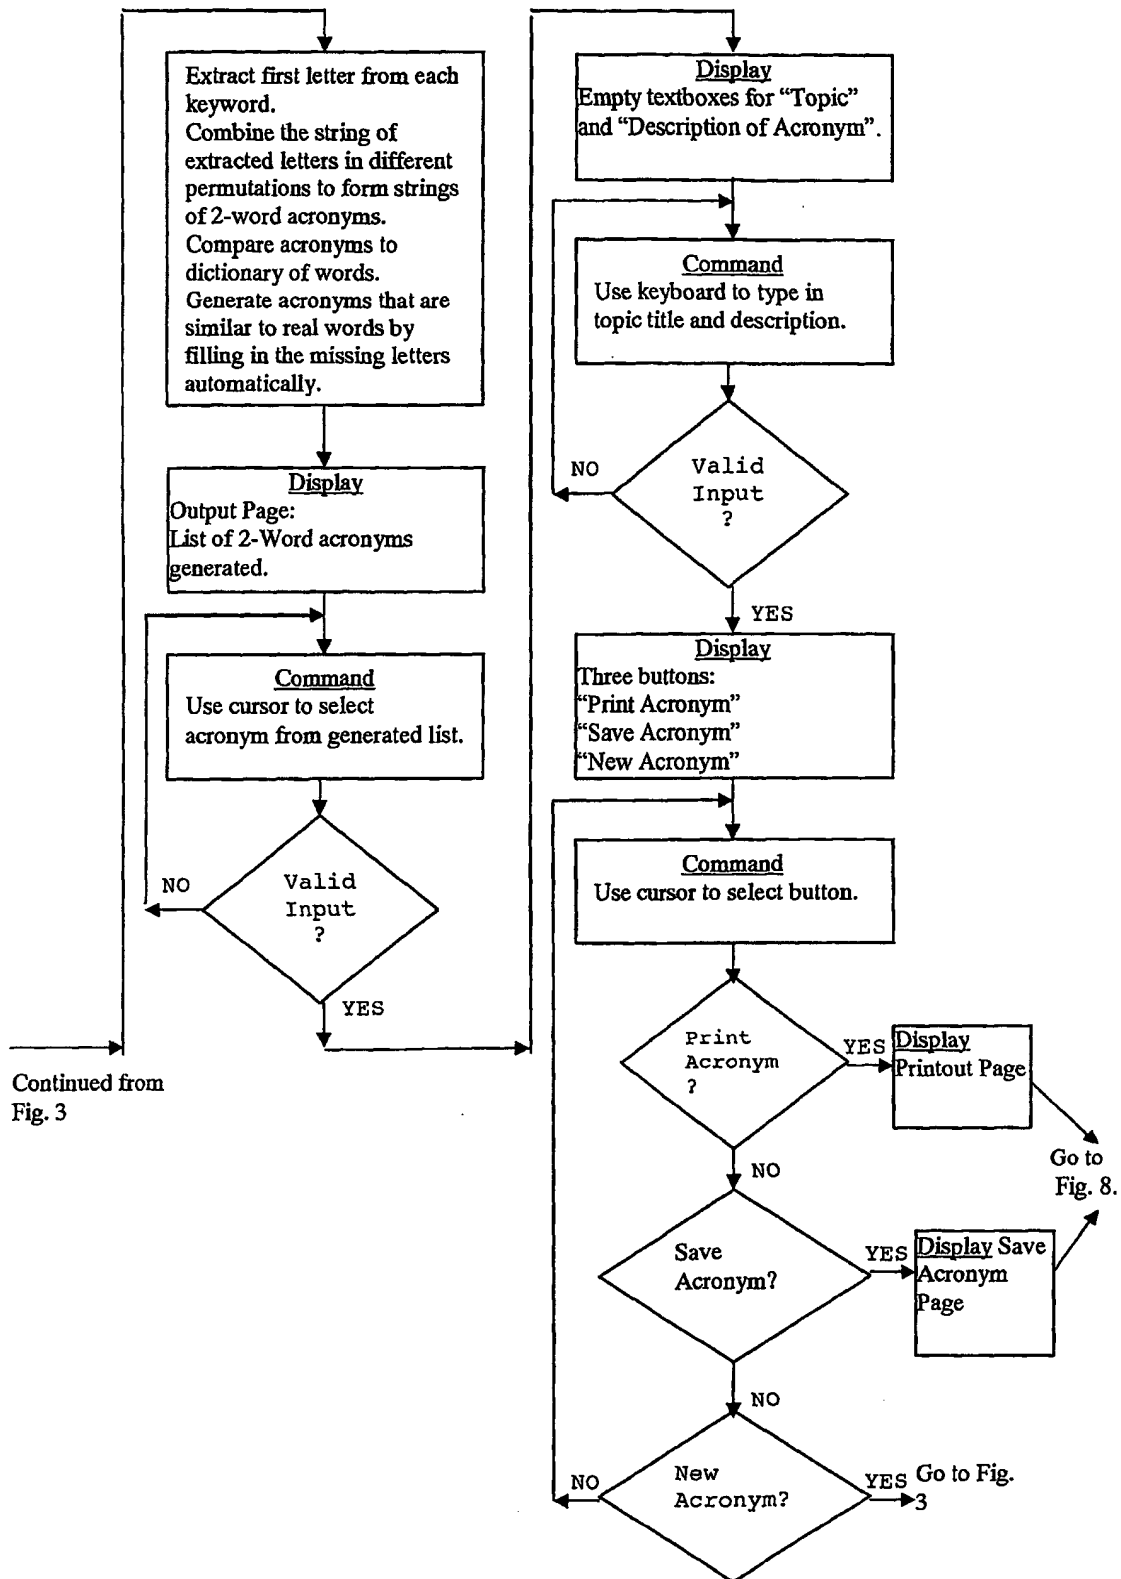 Extract first letter from each
keyword.
Combine the string of
extracted letters in different
permutations to form strings
of 2-word acronyms.
Compare acronyms to
dictionary of words.
Generate acronyms that are
similar to real words by
filling in the missing letters
automatically.
Display
Output Page:
List of 2-Word acronyms
generated.
Command
Use cursor to select
acronym from generated list.
Valid
Input
?
NO
YES
Continued from
Fig. 3
Display
Empty textboxes for “Topic”
and “Description of Acronym”.
Command
Use keyboard to type in
topic title and description.
Valid
Input
?
NO
YES
Display
Three buttons:
“Print Acronym”
“Save Acronym”
“New Acronym”
Command
Use cursor to select button.
Print
Acronym
?
YES
Display
Printout Page
NO
Go to
Fig. 8.
Save
Acronym?
YES
Display Save
Acronym
Page
NO
New
Acronym?
NO
YES
Go to Fig.
3